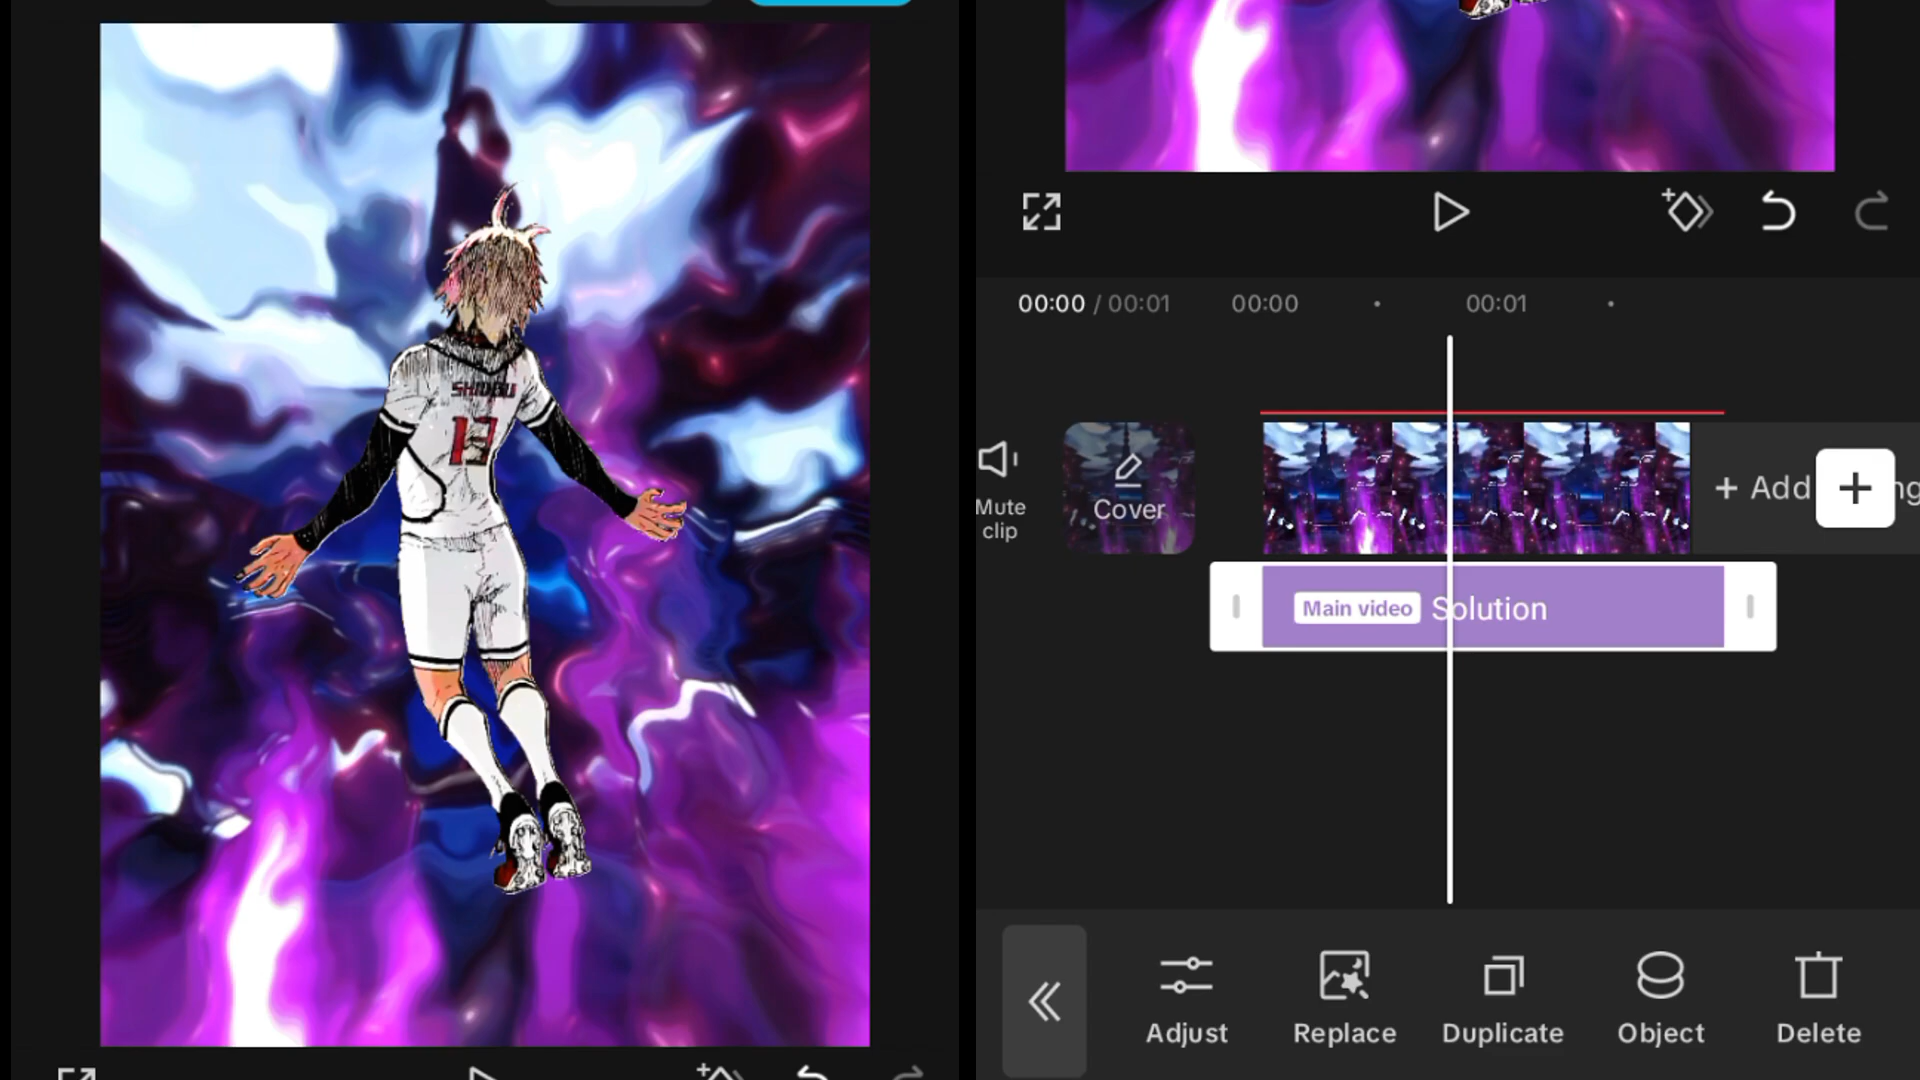 SHIDOU
13
00:00 / 00:01
00:00
00:01
Mute
clip
Cover
+ Add
Main video
Solution
Adjust
Replace
Duplicate
Object
Delete